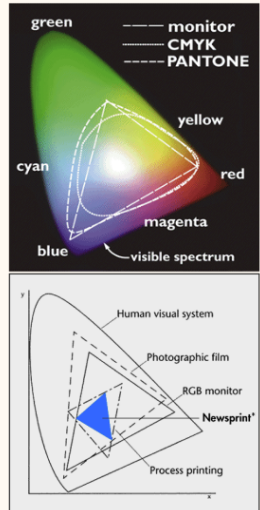 green
monitor
CMYK
PANTONE
yellow
cyan
red
magenta
blue
visible spectrum
y
Human visual system
Photographic film
RGB monitor
Newsprint*
Process printing
x